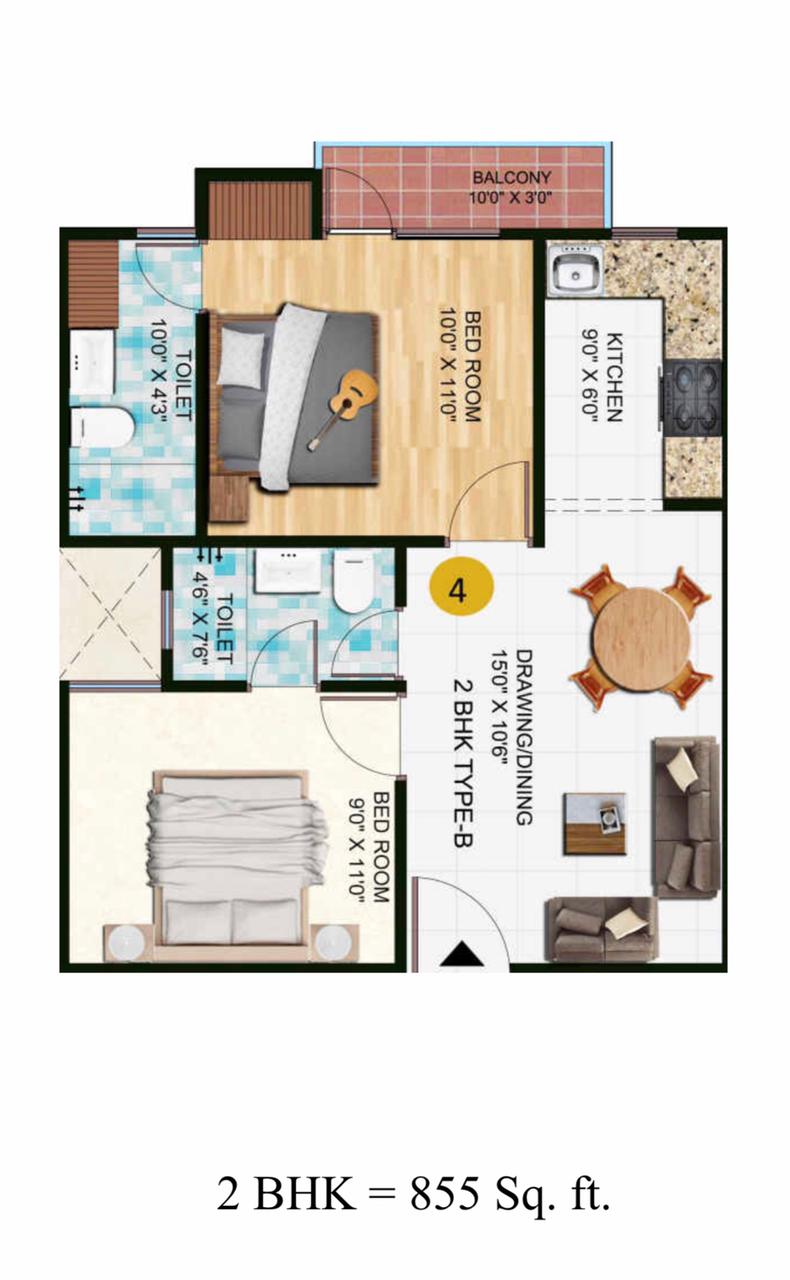 BALCONY
10'0" X 3'0"
TOILET
10'0" X 4'3"
BED ROOM
10'0" X 11'0"
KITCHEN
9'0" X 6'0"
4
TOILET
4'6" X 7'6"
DRAWING/DINING
15'0" X 10'6"
2 BHK TYPE-B
BED ROOM
9'0" X 11'0"
2 BHK = 855 Sq. ft.